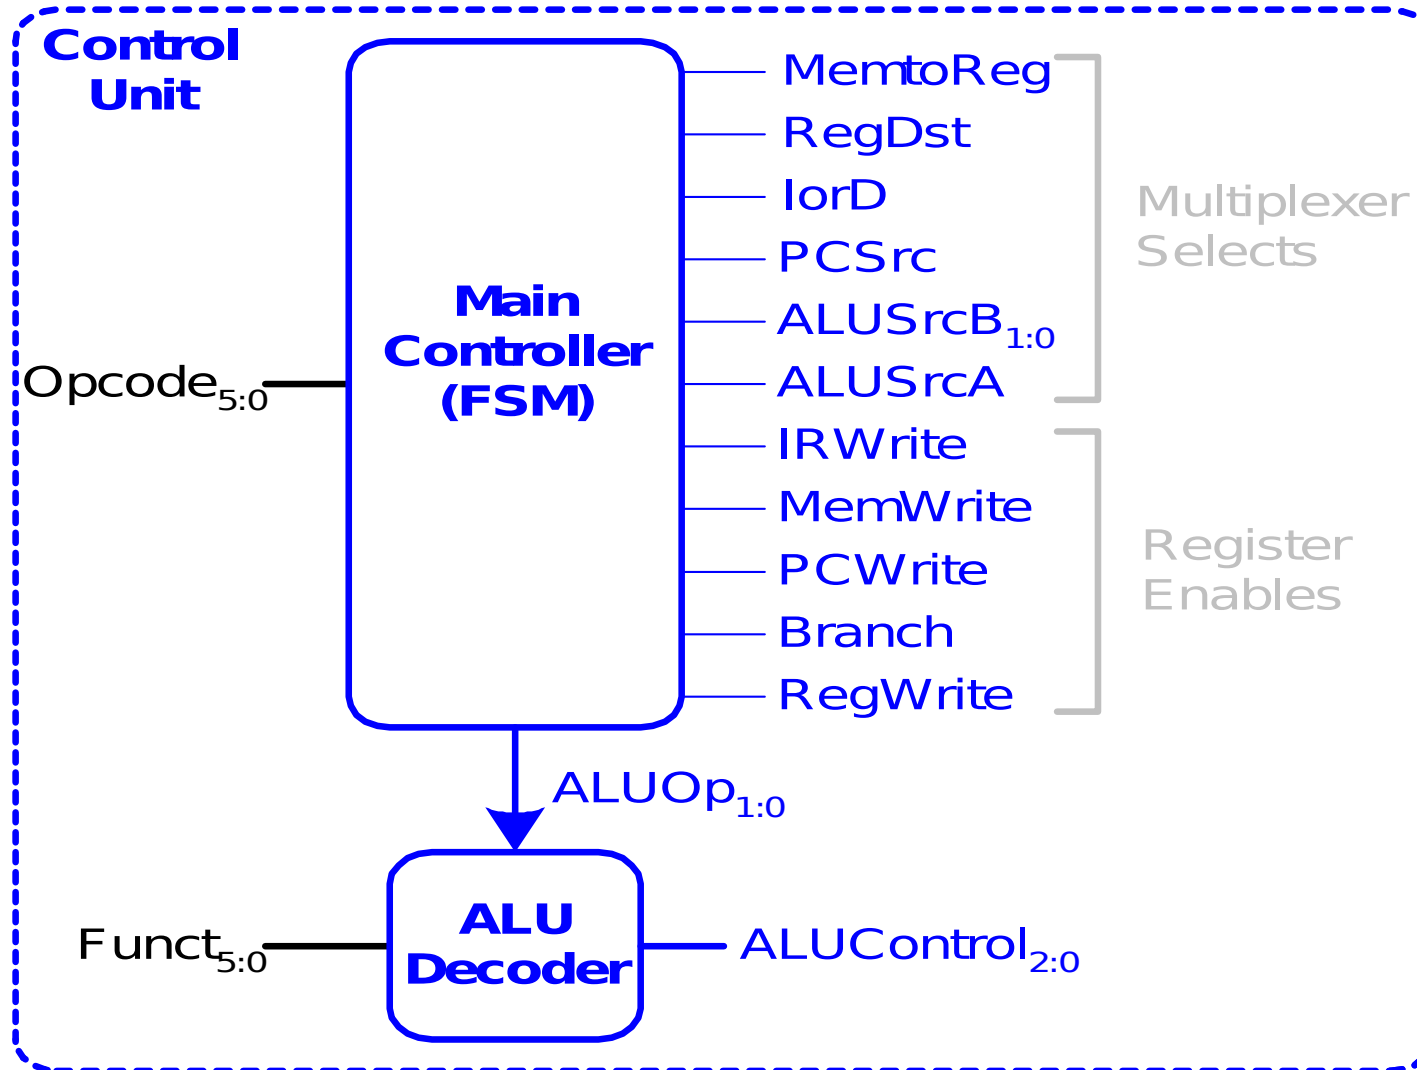 Control
Unit
MemtoReg
RegDst
IorD
PCSrc
ALUSrcB1:0
ALUSrcA
IRWrite
MemWrite
PCWrite
Branch
RegWrite
Multiplexer
Selects
Register
Enables
Main
Controller
(FSM)
Opcode5:0
ALUOp1:0
ALU
Decoder
Funct5:0
ALUControl2:0